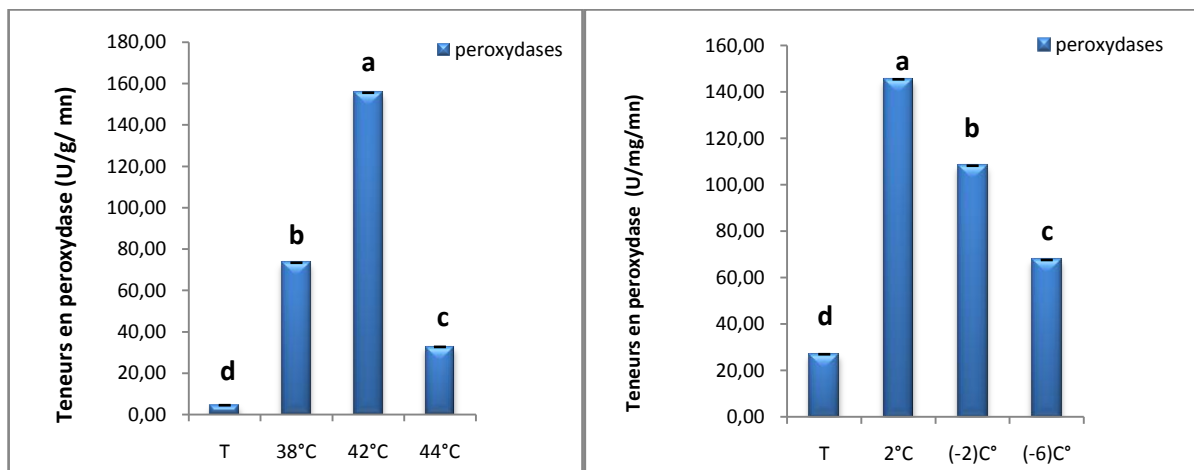 Teneurs en peroxydase (U/g/ mn)
180,00
160,00
140,00
120,00
100,00
80,00
60,00
40,00
20,00
0,00
peroxydases
d
b
a
c
T 38°C 42°C 44°C
Teneurs en peroxydase (U/mg/mn)
160,00
140,00
120,00
100,00
80,00
60,00
40,00
20,00
0,00
peroxydases
d
a
b
c
T 2°C (-2)C° (-6)C°